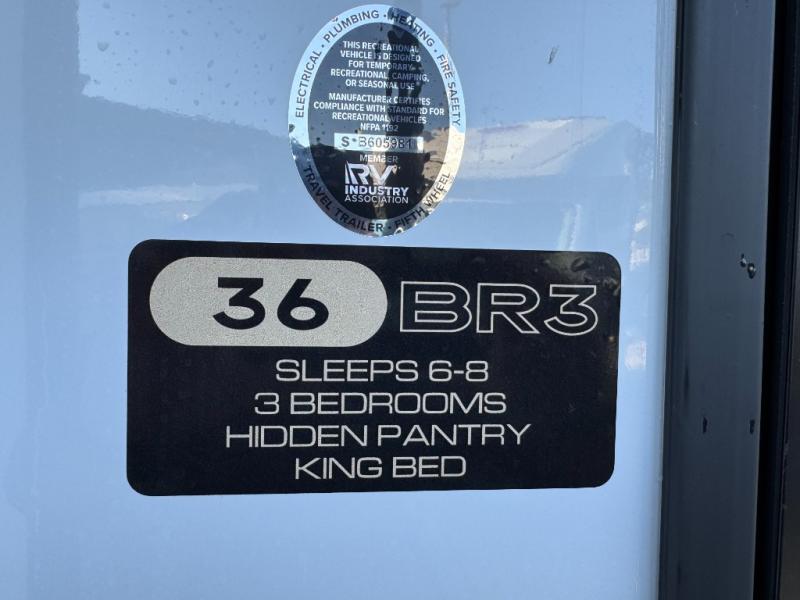 ELECTRICAL • PLUMBING • HEATING • FIRE SAFETY
THIS RECREATIONAL
VEHICLE IS DESIGNED
FOR TEMPORARY
RECREATIONAL, CAMPING,
OR SEASONAL USE
MANUFACTURER CERTIFIES
COMPLIANCE WITH STANDARD FOR
RECREATIONAL VEHICLES
NFPA 1192
S*B605981
MEMBER
RV
INDUSTRY
ASSOCIATION
TRAVEL TRAILER • FIFTH WHEEL
36 BR3
SLEEPS 6-8
3 BEDROOMS
HIDDEN PANTRY
KING BED